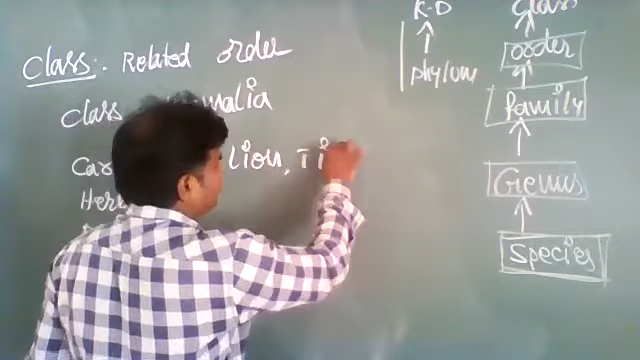 Class:- Related order
Class
Lion, Ti
K-D
phylum
Class
order
family
Genus
Species